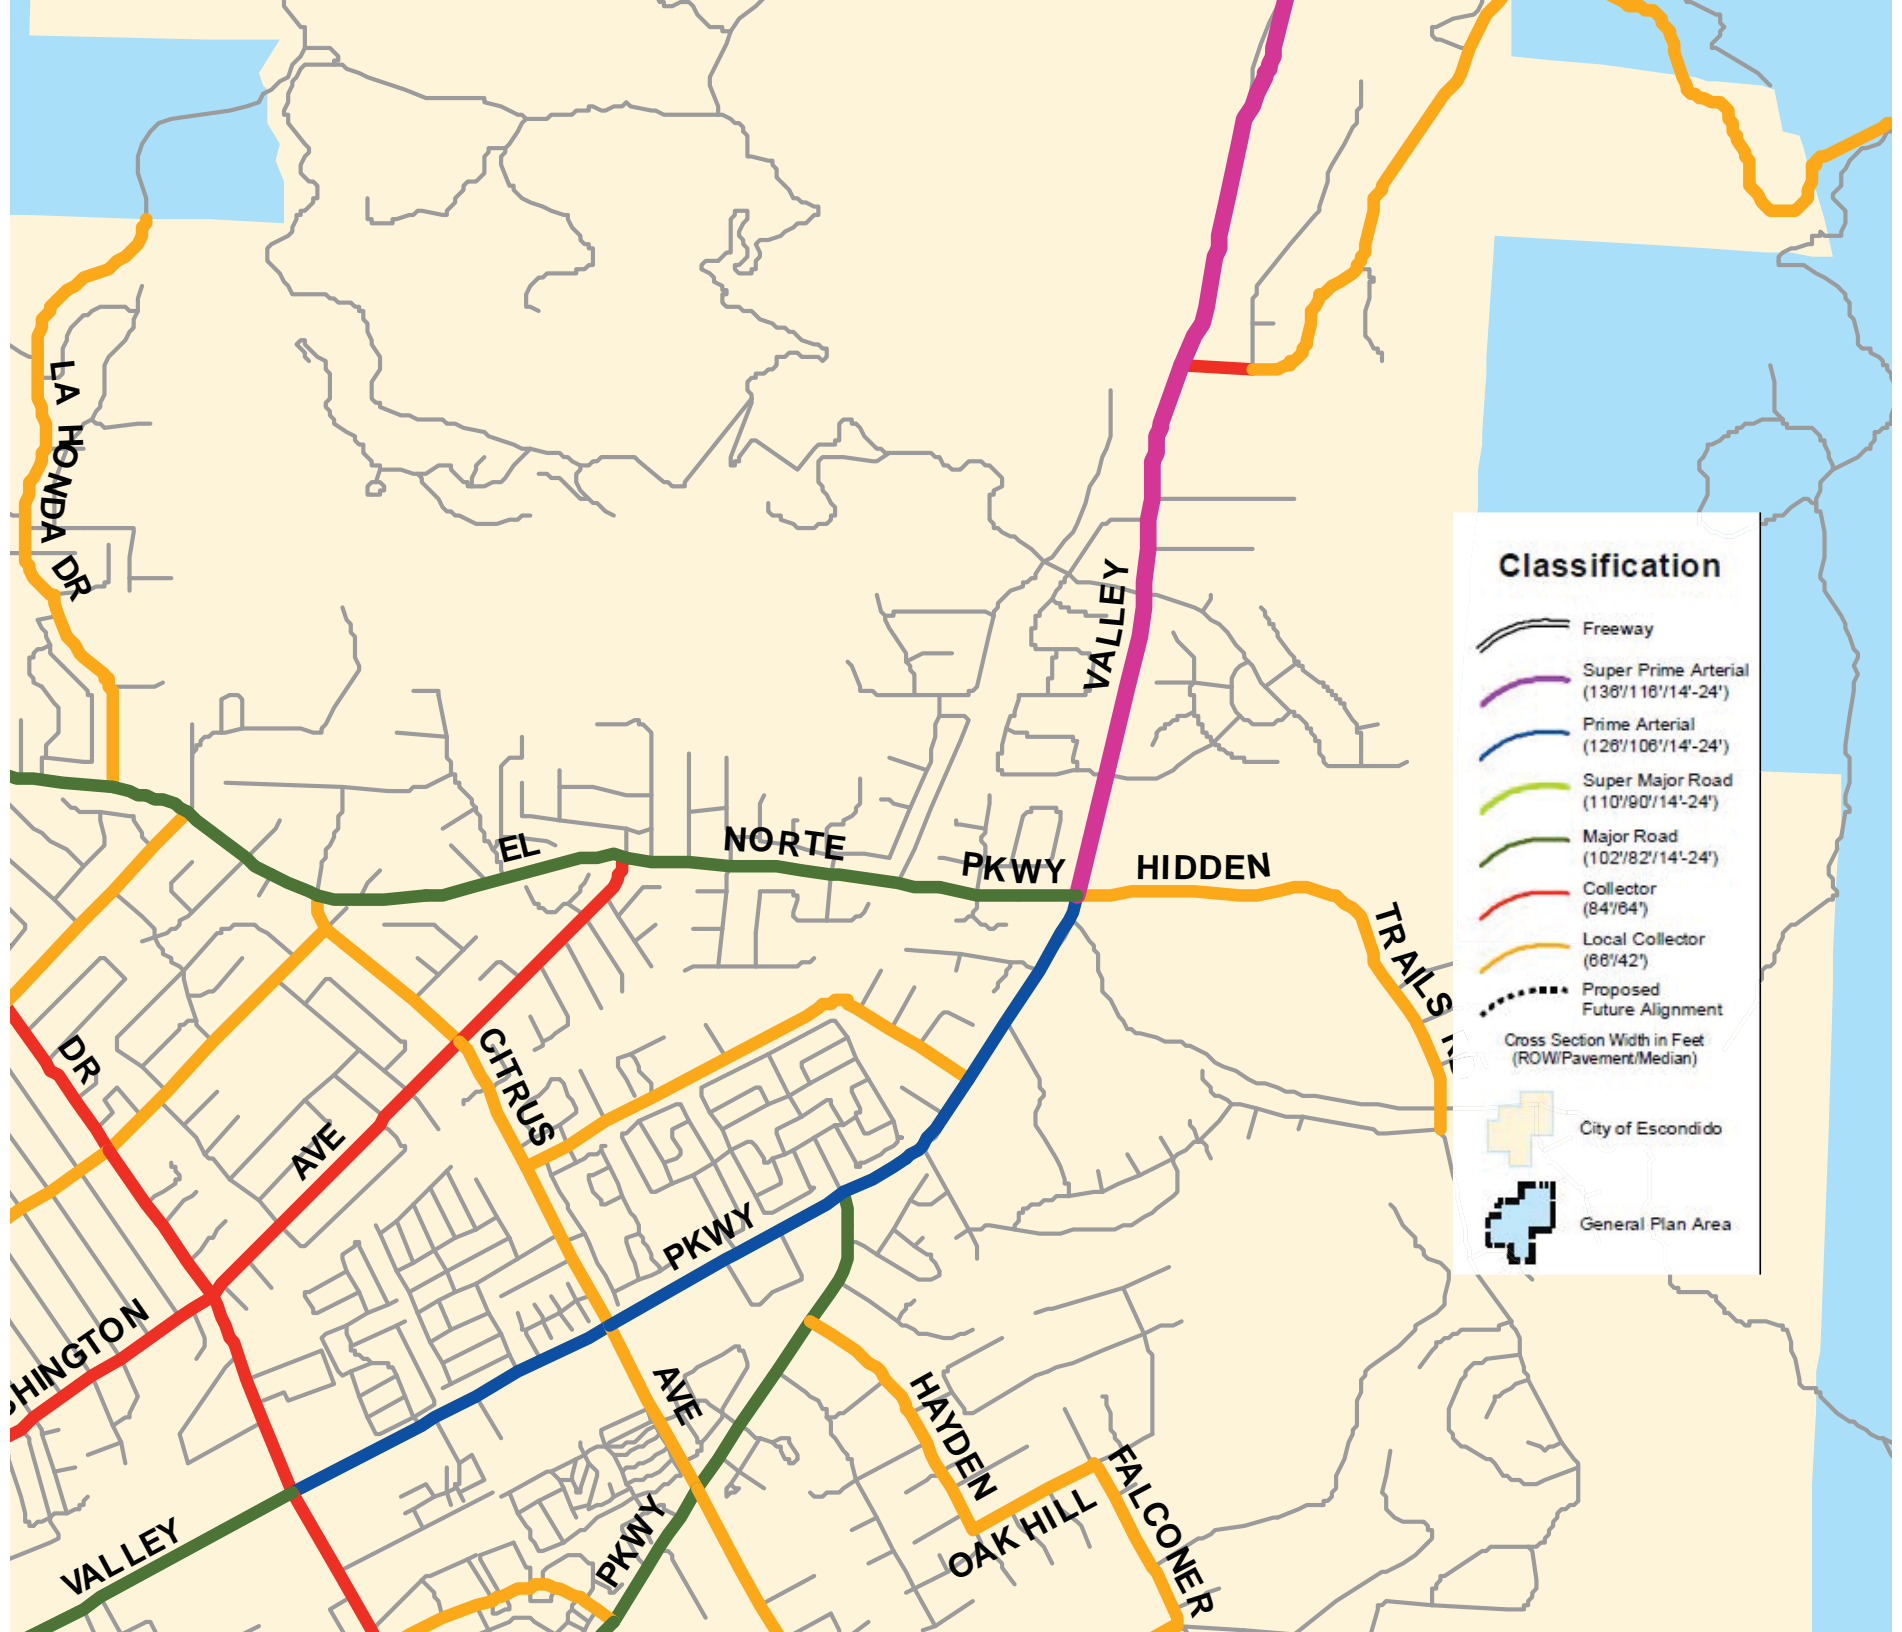 LA HONDA DR
VALLEY
EL
NORTE
PKWY
HIDDEN
TRAILS
DR
CITRUS
AVE
PKWY
SHINGTON
AVE
HAYDEN
FALCONER
OAK HILL
PKWY
VALLEY
Classification
Freeway
Super Prime Arterial
(136'/116'/14'-24')
Prime Arterial
(126'/106'/14'-24')
Super Major Road
(110'/90'/14'-24')
Major Road
(102'/82'/14'-24')
Collector
(84'/64')
Local Collector
(66'/42')
Proposed
Future Alignment
Cross Section Width in Feet
(ROW/Pavement/Median)
City of Escondido
General Plan Area